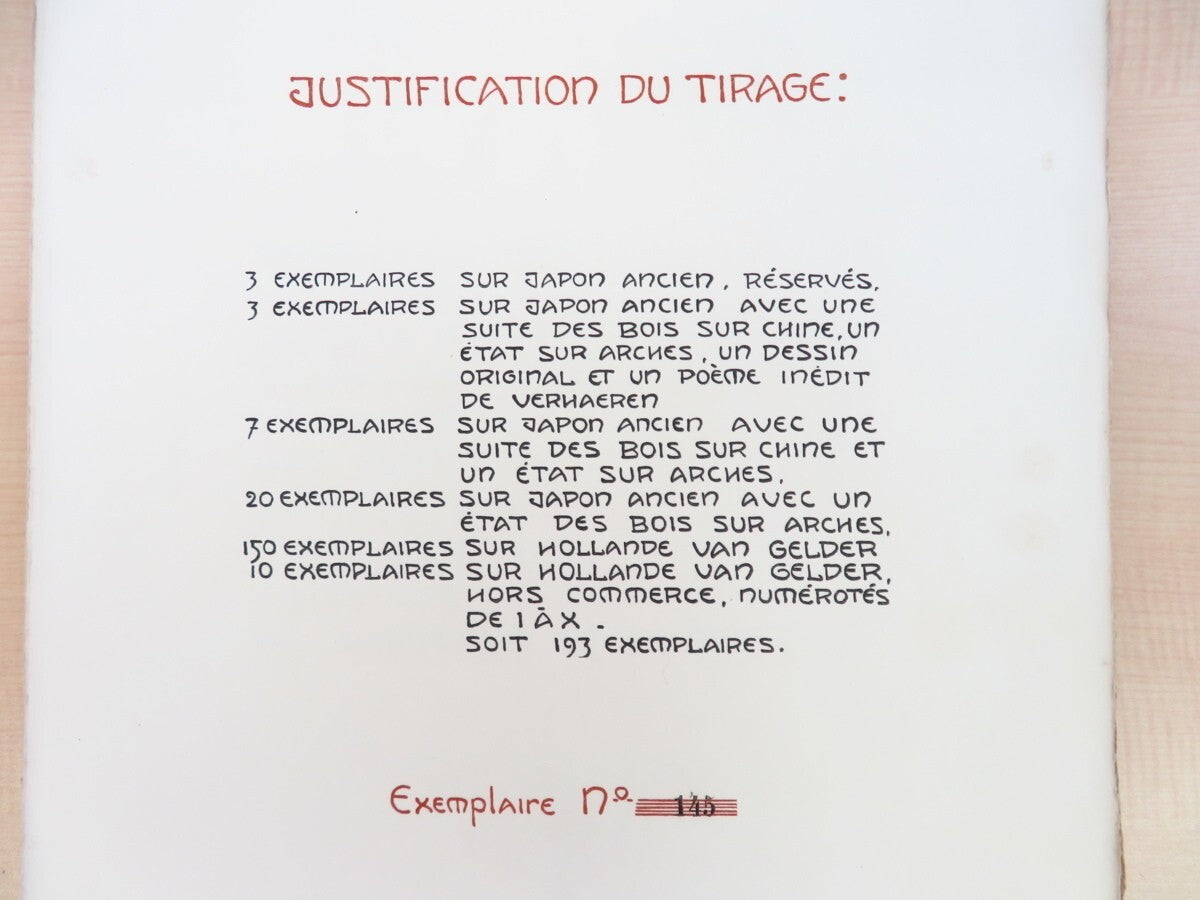 JUSTIFICATION DU TIRAGE:
3 EXEMPLAIRES SUR JAPON ANCIEN, RÉSERVÉS.
3 EXEMPLAIRES SUR JAPON ANCIEN AVEC UNE
SUITE DES BOIS SUR CHINE, UN
ÉTAT SUR ARCHES, UN DESSIN
ORIGINAL ET UN POÈME INÉDIT
DE VERHAEREN
7 EXEMPLAIRES SUR JAPON ANCIEN AVEC UNE
SUITE DES BOIS SUR CHINE ET
UN ÉTAT SUR ARCHES.
20 EXEMPLAIRES SUR JAPON ANCIEN AVEC UN
ÉTAT DES BOIS SUR ARCHES.
150 EXEMPLAIRES SUR HOLLANDE VAN GELDER
10 EXEMPLAIRES SUR HOLLANDE VAN GELDER,
HORS COMMERCE, NUMÉROTÉS
DE I À X.
SOIT 193 EXEMPLAIRES.
Exemplaire No 145